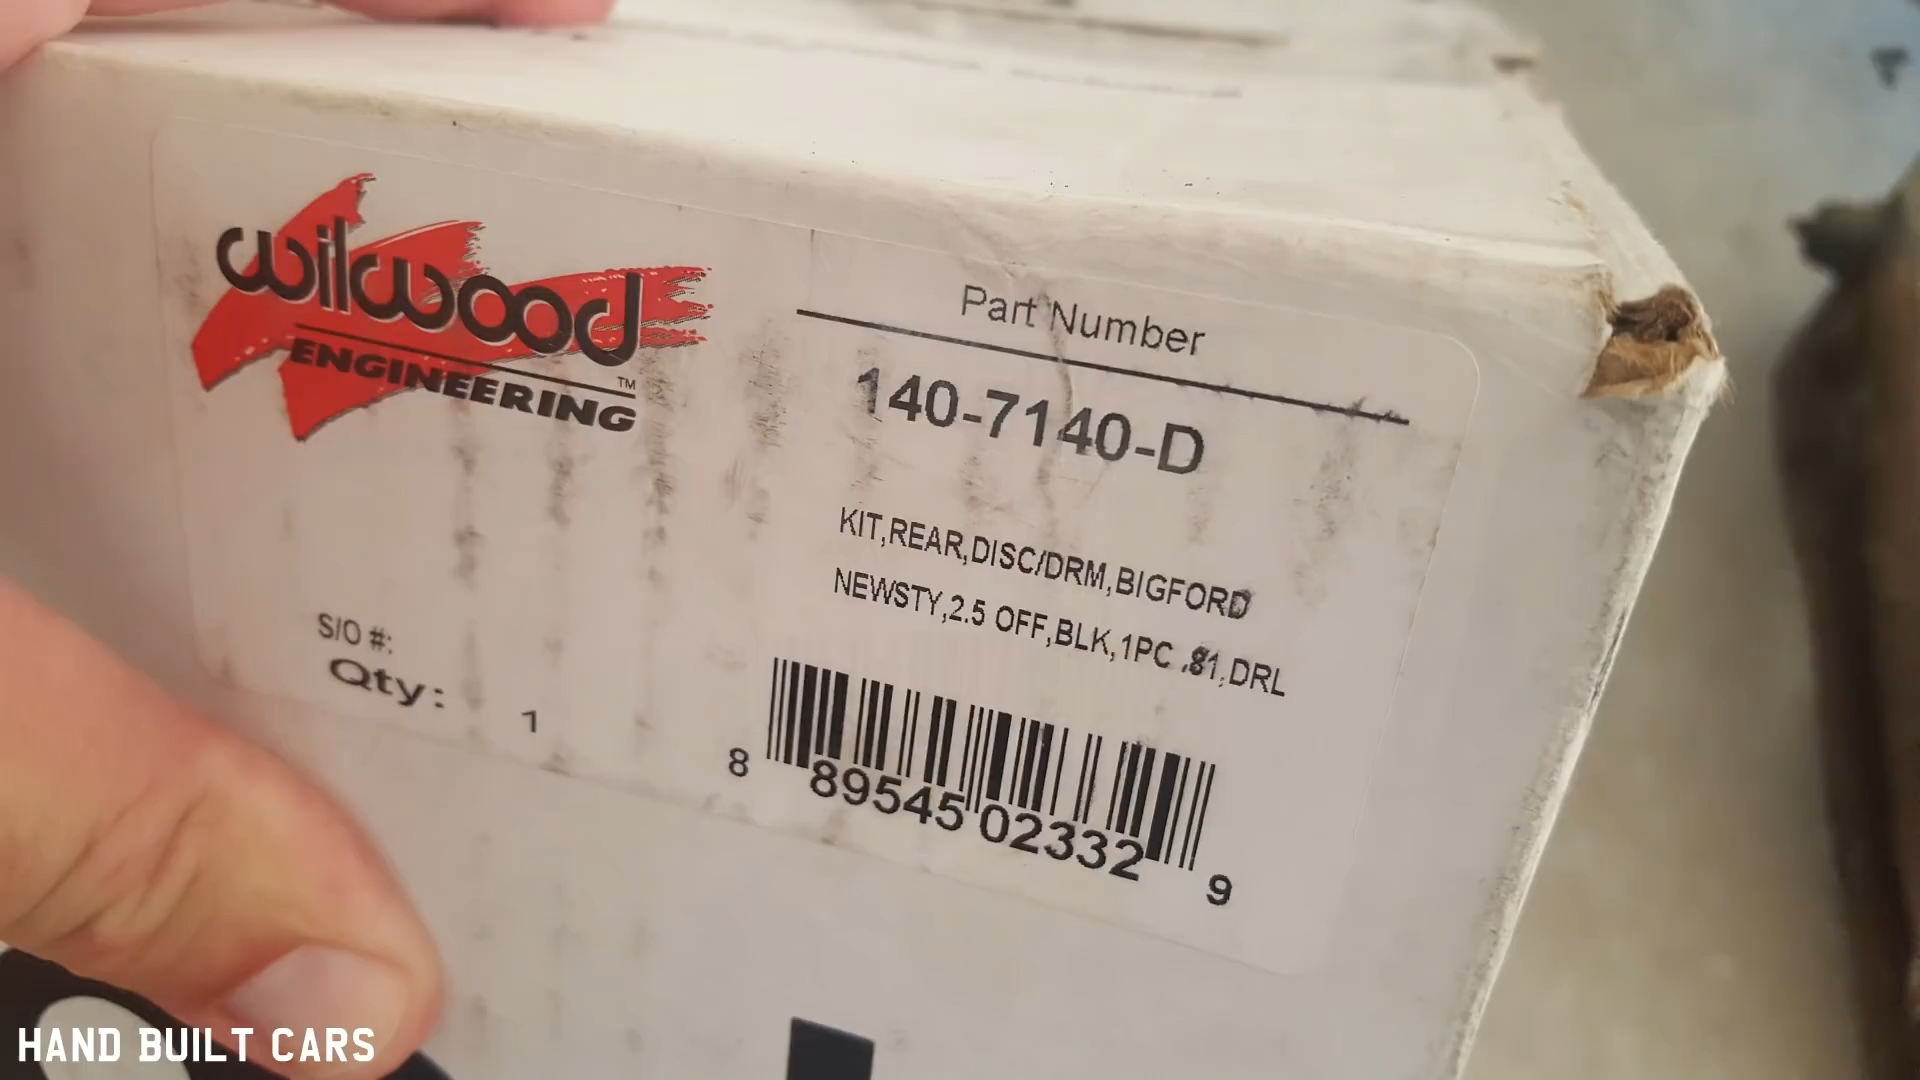 wilwood
ENGINEERING
TM
Part Number
140-7140-D
KIT,REAR,DISC/DRM,BIGFORD
NEWSTY,2.5 OFF,BLK,1PC ,81,DRL
S/O #:
Qty: 1
8 89545 02332 9
HAND BUILT CARS